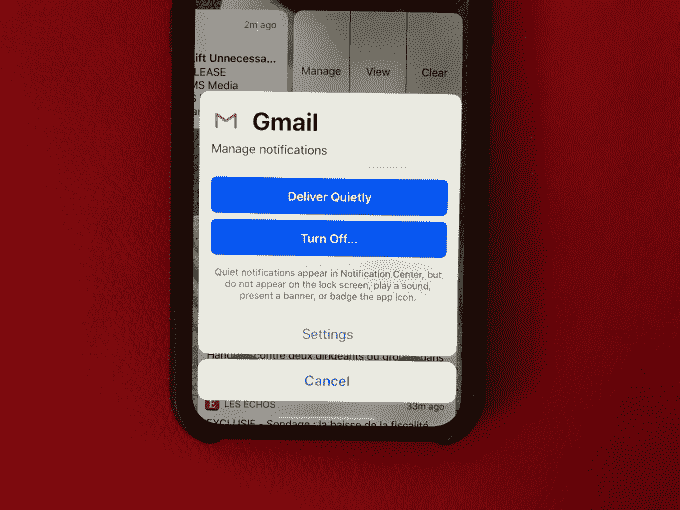 2m ago
ift Unnecessa...
LEASE
MS Media
Manage
View
Clear
Gmail
Manage notifications
Deliver Quietly
Turn Off...
Quiet notifications appear in Notification Center, but
do not appear on the lock screen, play a sound,
present a banner, or badge the app icon.
Settings
contre deux dirigeants du
Cancel
E LES ECHOS
33m ago
EXCLUSIF - Sondage : la baisse de la fiscalité